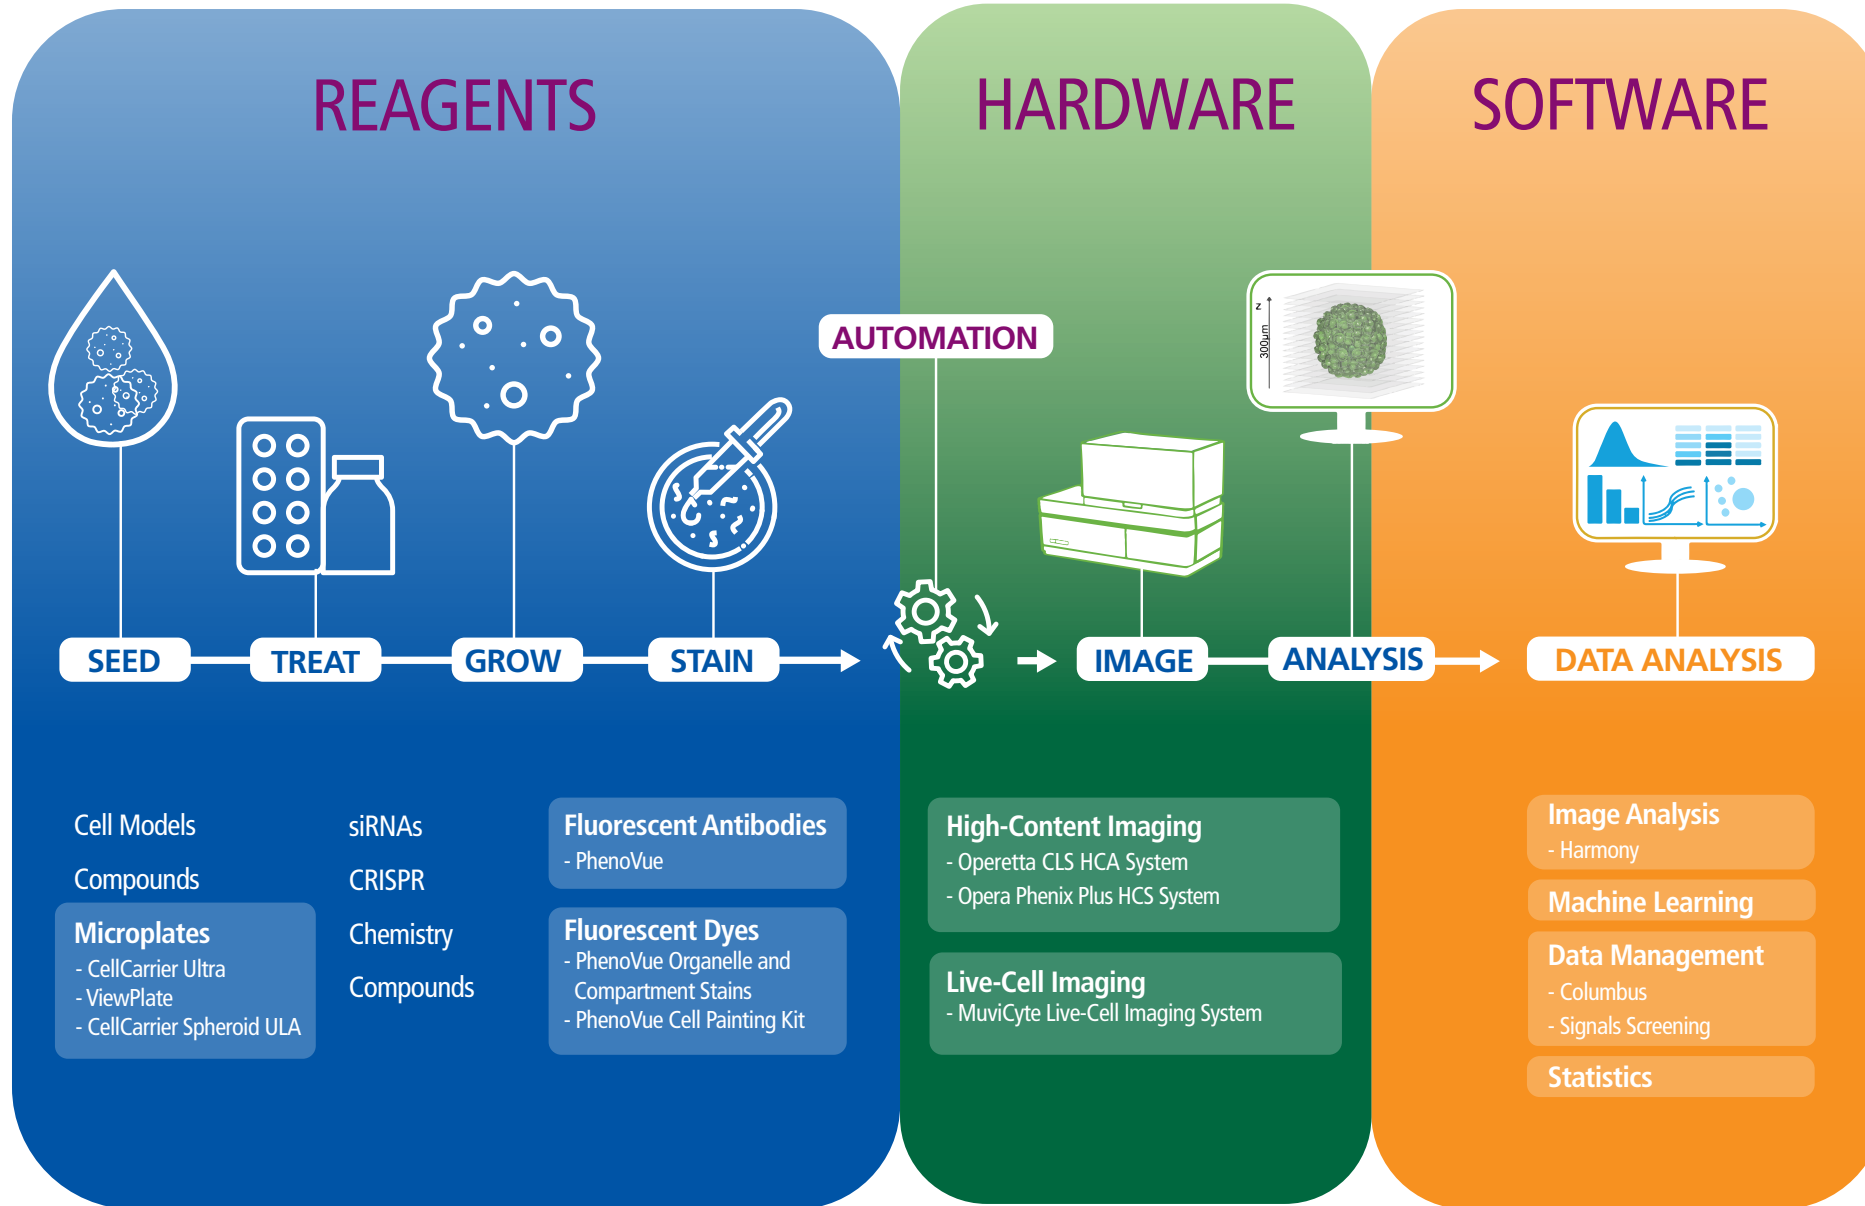 REAGENTS
HARDWARE
SOFTWARE
AUTOMATION
z
300µm
SEED
TREAT
GROW
STAIN
IMAGE
ANALYSIS
DATA ANALYSIS
Cell Models
Compounds
Microplates
- CellCarrier Ultra
- ViewPlate
- CellCarrier Spheroid ULA
siRNAs
CRISPR
Chemistry
Compounds
Fluorescent Antibodies
- PhenoVue
Fluorescent Dyes
- PhenoVue Organelle and
Compartment Stains
- PhenoVue Cell Painting Kit
High-Content Imaging
- Operetta CLS HCA System
- Opera Phenix Plus HCS System
Live-Cell Imaging
- MuviCyte Live-Cell Imaging System
Image Analysis
- Harmony
Machine Learning
Data Management
- Columbus
- Signals Screening
Statistics